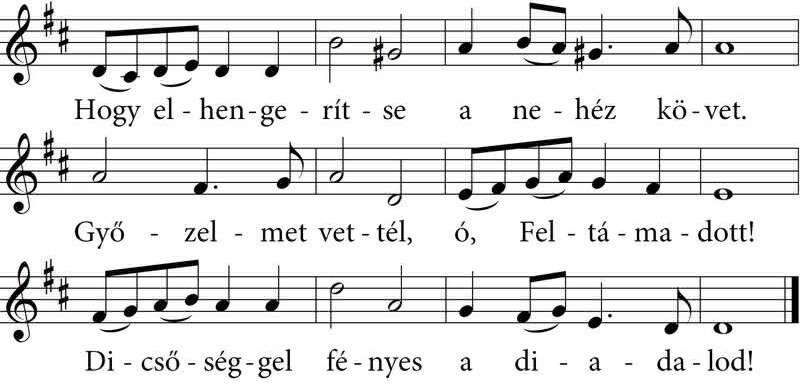 Hogy el - hen - ge - rít - se a ne - héz kö - vet.
Győ - zel - met vet - tél, ó, Fel - tá - ma - dott!
Di - cső - ség - gel fé - nyes a di - a - da - lod!